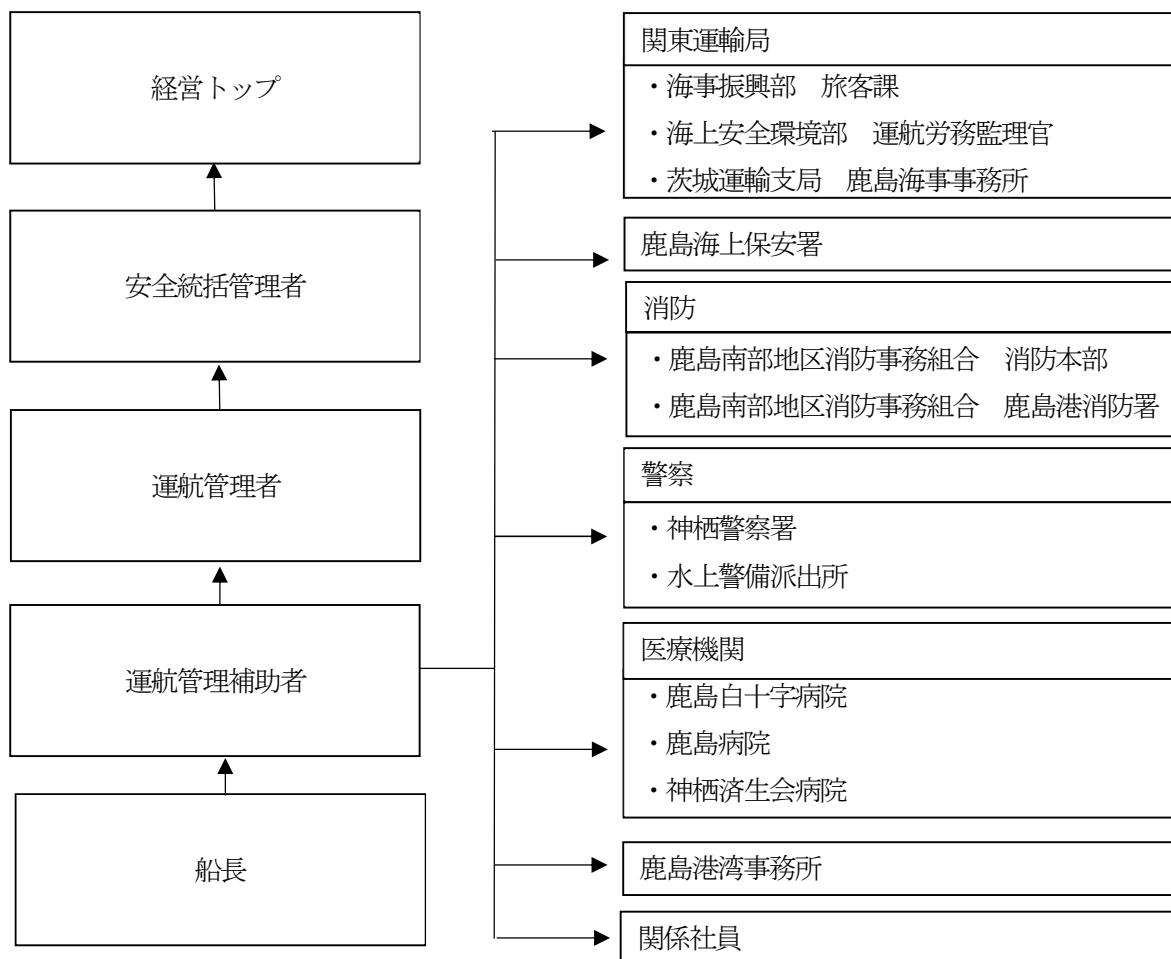 経営トップ
安全統括管理者
運航管理者
運航管理補助者
船長
関東運輸局
・海事振興部　旅客課
・海上安全環境部　運航労務監理官
・茨城運輸支局　鹿島海事事務所
鹿島海上保安署
消防
・鹿島南部地区消防事務組合　消防本部
・鹿島南部地区消防事務組合　鹿島港消防署
警察
・神栖警察署
・水上警備派出所
医療機関
・鹿島白十字病院
・鹿島病院
・神栖済生会病院
鹿島港湾事務所
関係社員